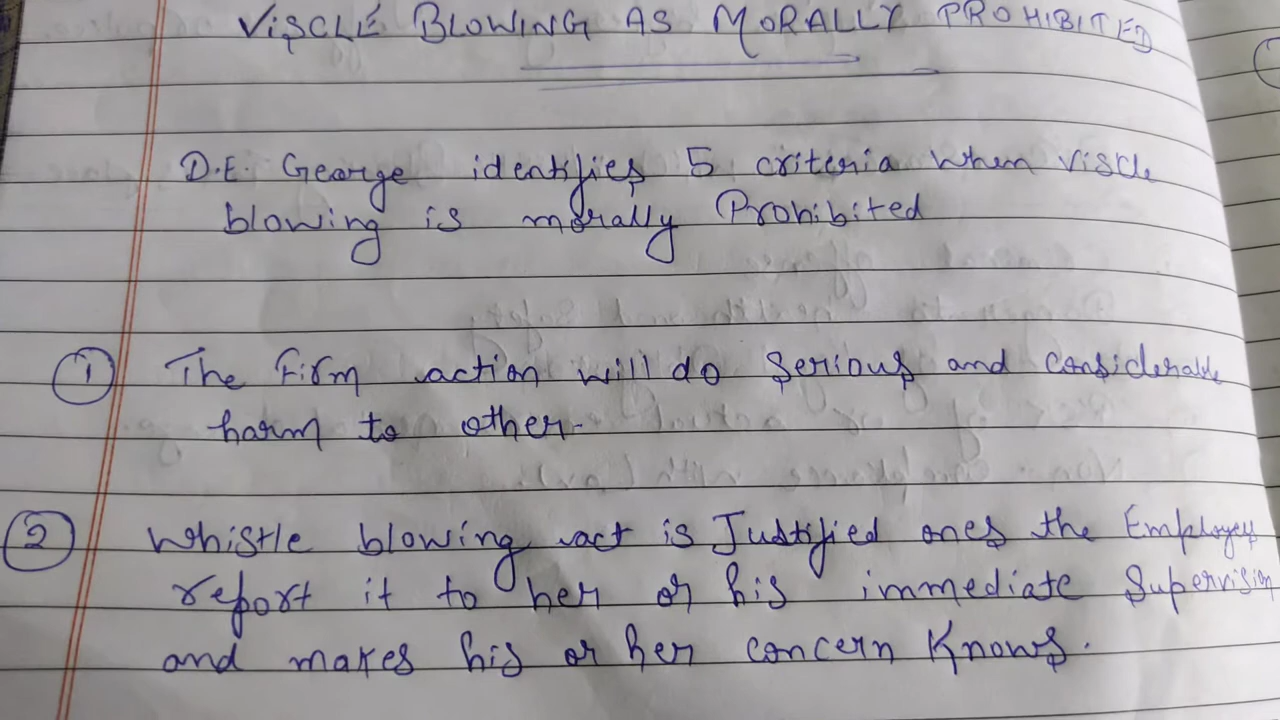 VISCLE BLOWING AS MORALLY PROHIBITED
D.E. George identifies 5 criteria when viscle
blowing is morally Prohibited
① The Firm action will do serious and considerable
harm to other-
② Whistle blowing act is Justified ones the Employees
report it to her or his immediate Supervision
and makes his or her concern Knows.